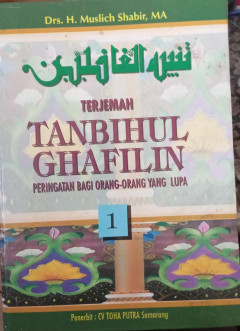 Drs. H. Muslich Shabir, MA
تنبيه الغافلين
TERJEMAH
TANBIHUL
GHAFILIN
PERINGATAN BAGI ORANG-ORANG YANG LUPA
1
Penerbit : CV TOHA PUTRA Semarang